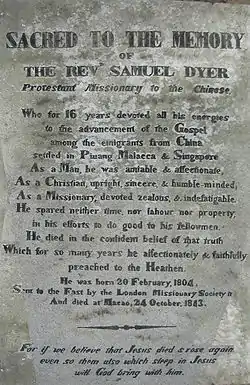 SACRED TO THE MEMORY
OF
THE REVD SAMUEL DYER
Protestant Missionary to the Chinese,
Who for 16 years devoted all his energies
to the advancement of the Gospel
among the emigrants from China
settled in Pinang Malacca & Singapore
As a Man, he was amiable & affectionate,
As a Christian, upright, sincere, & humble-minded,
As a Missionary, devoted, zealous, & indefatigable.
He spared neither time, nor labour nor property,
in his efforts to do good to his fellowmen.
He died in the confident belief of that truth
Which for so many years he affectionately & faithfully
preached to the Heathen.
He was born 20 February, 1804
Sent to the East by the London Missionary Society
And died at Macao, 24 October, 1843.
For if we believe that Jesus died & rose again
even so them also which sleep in Jesus
will God bring with him.